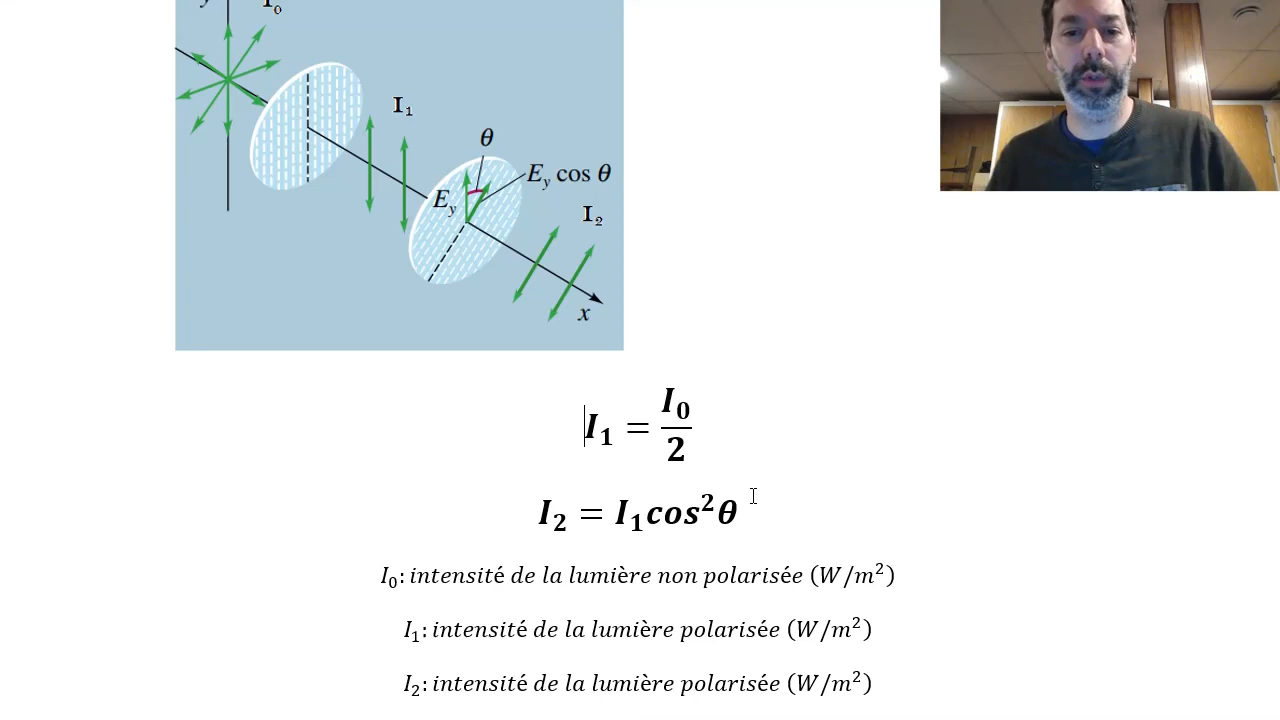 y
I₀
I₁
θ
E_y cos θ
E_y
I₂
x
I₁ = I₀/2
I₂ = I₁cos²θ
I₀: intensité de la lumière non polarisée (W/m²)
I₁: intensité de la lumière polarisée (W/m²)
I₂: intensité de la lumière polarisée (W/m²)